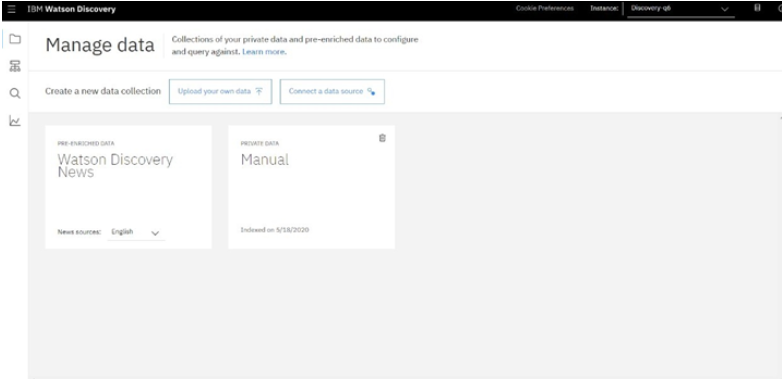 IBM Watson Discovery
Cookie Preferences
Instance:
Discovery-q6
Manage data
Collections of your private data and pre-enriched data to configure
and query against. Learn more.
Create a new data collection
Upload your own data
Connect a data source
PRE-ENRICHED DATA
Watson Discovery
News
News sources: English
PRIVATE DATA
Manual
Indexed on 5/18/2020